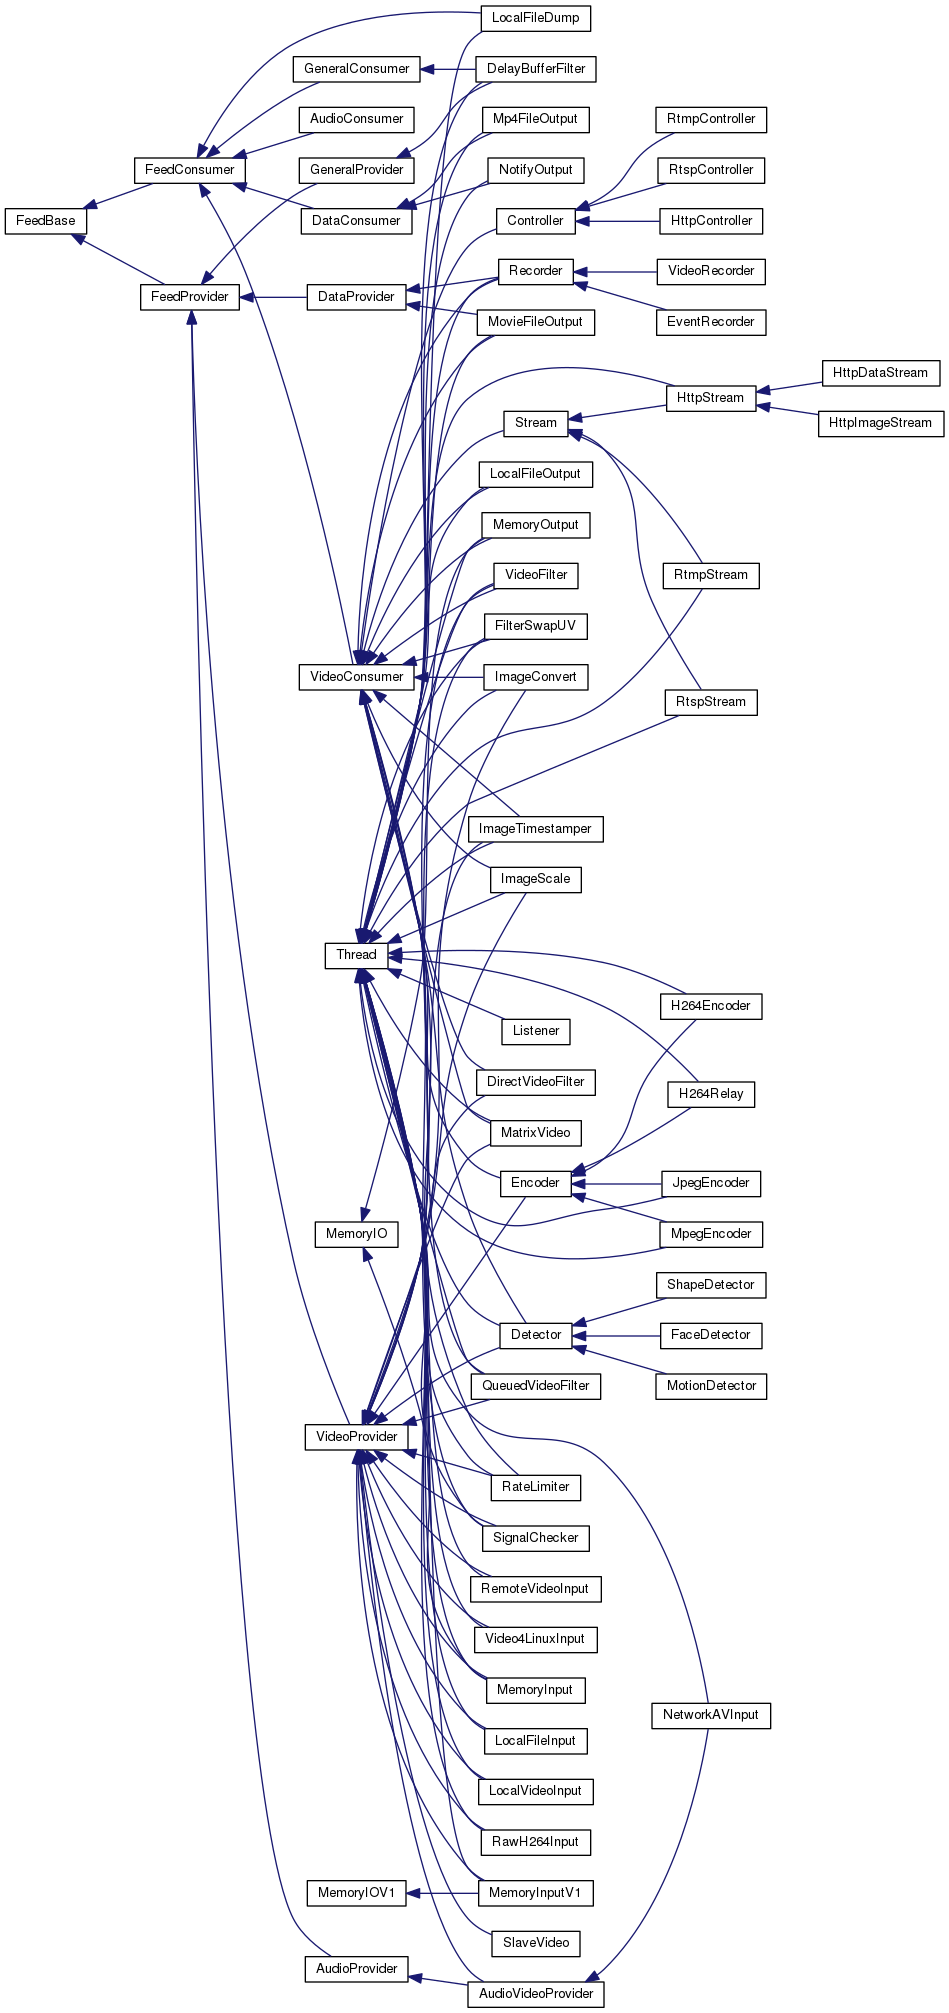 LocalFileDump
GeneralConsumer
DelayBufferFilter
AudioConsumer
Mp4FileOutput
RtmpController
FeedConsumer
GeneralProvider
NotifyOutput
RtspController
FeedBase
DataConsumer
Controller
HttpController
Recorder
VideoRecorder
FeedProvider
DataProvider
MovieFileOutput
EventRecorder
HttpDataStream
HttpStream
Stream
HttpImageStream
LocalFileOutput
MemoryOutput
VideoFilter
RtmpStream
FilterSwapUV
VideoConsumer
ImageConvert
RtspStream
ImageTimestamper
ImageScale
Thread
H264Encoder
Listener
DirectVideoFilter
H264Relay
MatrixVideo
Encoder
JpegEncoder
MemoryIO
MpegEncoder
ShapeDetector
Detector
FaceDetector
QueuedVideoFilter
MotionDetector
VideoProvider
RateLimiter
SignalChecker
RemoteVideoInput
Video4LinuxInput
MemoryInput
NetworkAVInput
LocalFileInput
LocalVideoInput
RawH264Input
MemoryIOV1
MemoryInputV1
SlaveVideo
AudioProvider
AudioVideoProvider